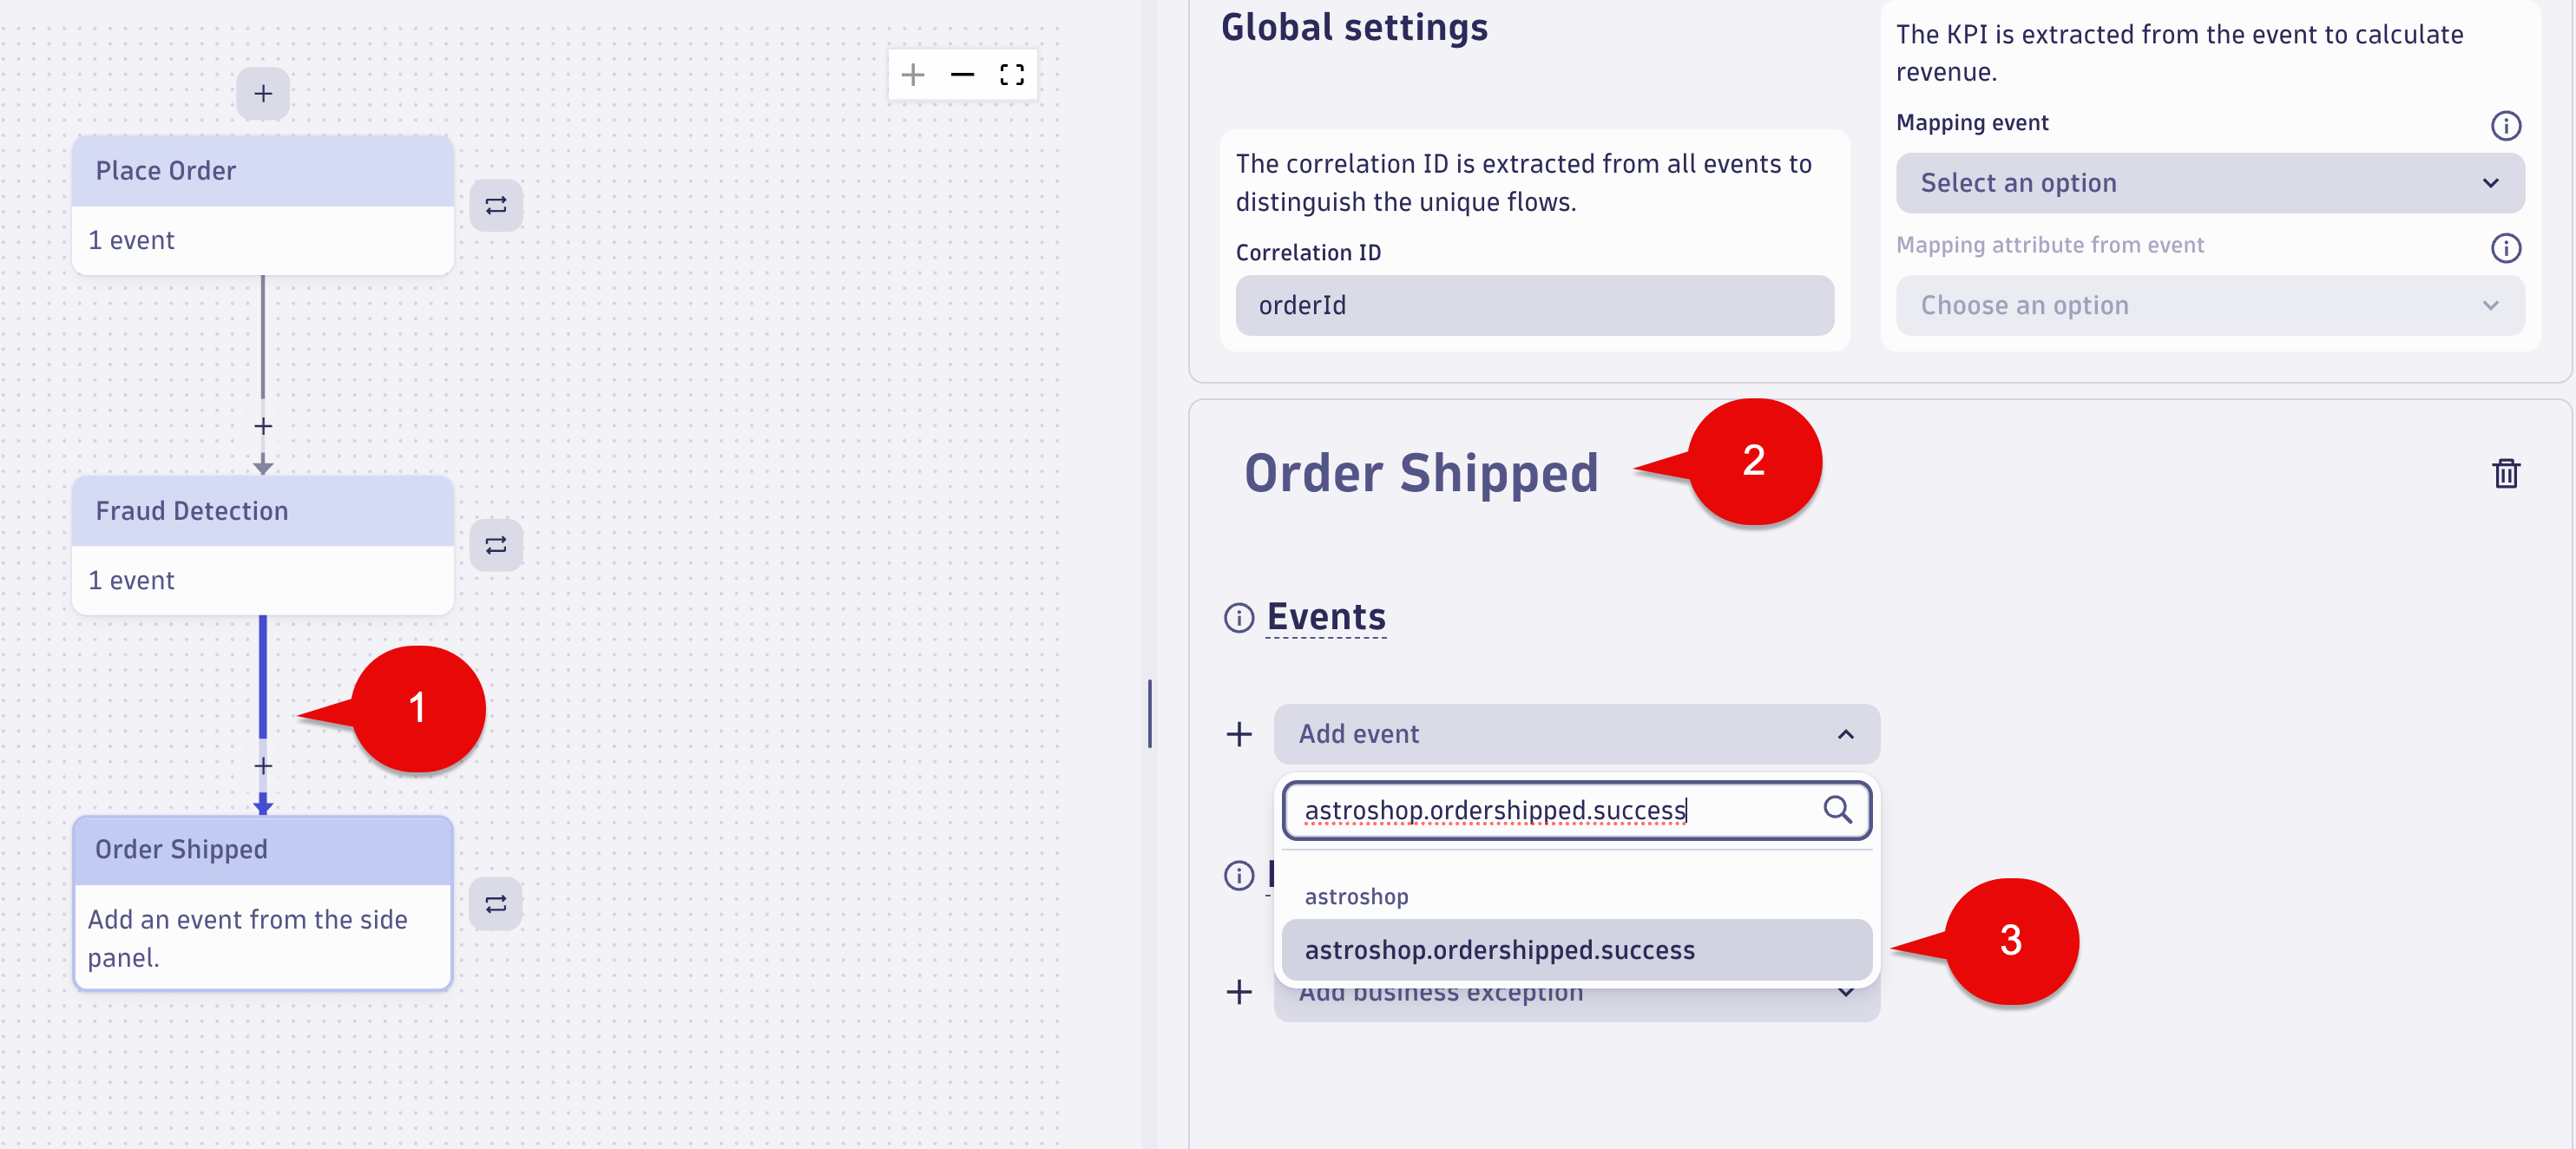 Place Order
1 event
Fraud Detection
1 event
1
Order Shipped
Add an event from the side
panel.
Global settings
The correlation ID is extracted from all events to
distinguish the unique flows.
Correlation ID
orderId
The KPI is extracted from the event to calculate
revenue.
Mapping event
Select an option
Mapping attribute from event
Choose an option
Order Shipped
2
Events
Add event
astroshop.ordershipped.success
astroshop
astroshop.ordershipped.success
3
Add business exception